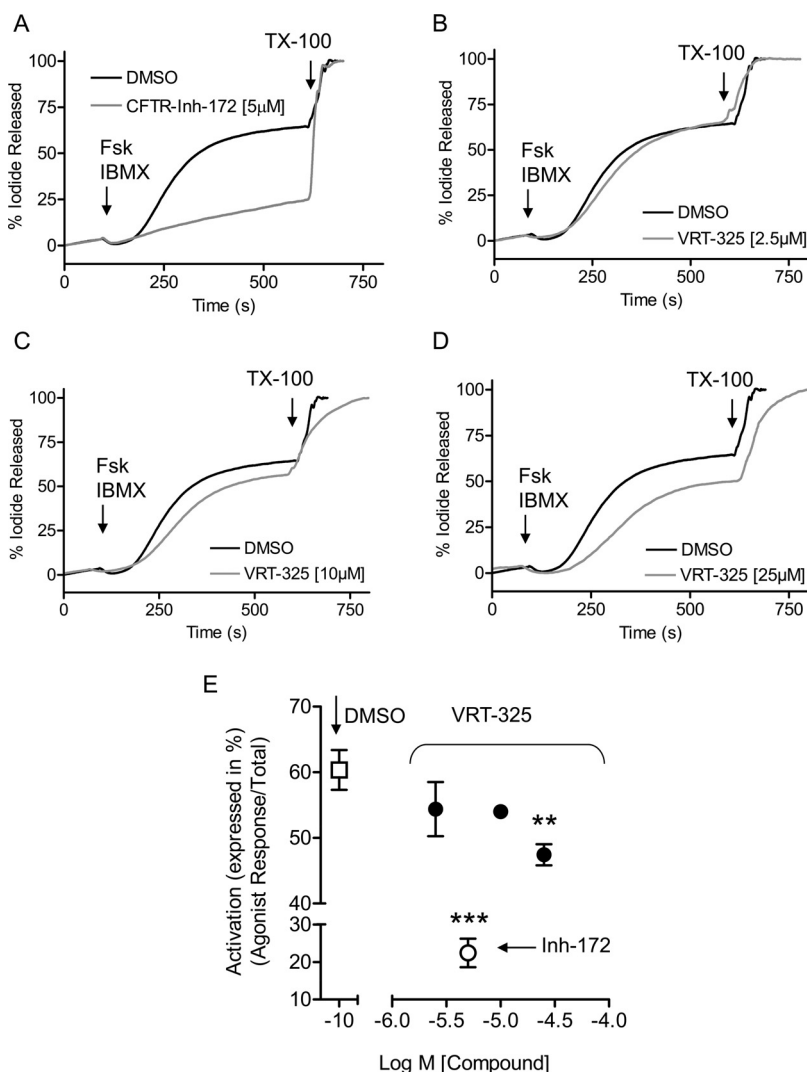 A
TX-100
DMSO
CFTR-Inh-172 [5µM]
Fsk
IBMX
% Iodide Released
100
75
50
25
0
0 250 500 750
Time (s)
B
TX-100
Fsk
IBMX
DMSO
VRT-325 [2.5µM]
% Iodide Released
100
75
50
25
0
0 250 500 750
Time (s)
C
TX-100
Fsk
IBMX
DMSO
VRT-325 [10µM]
% Iodide Released
100
75
50
25
0
0 250 500 750
Time (s)
D
TX-100
Fsk
IBMX
DMSO
VRT-325 [25µM]
% Iodide Released
100
75
50
25
0
0 250 500 750
Time (s)
E
DMSO
VRT-325
**
***
Inh-172
Activation (expressed in %)
(Agonist Response/Total)
70
60
50
40
30
20
10
-10 -6.0 -5.5 -5.0 -4.5 -4.0
Log M [Compound]